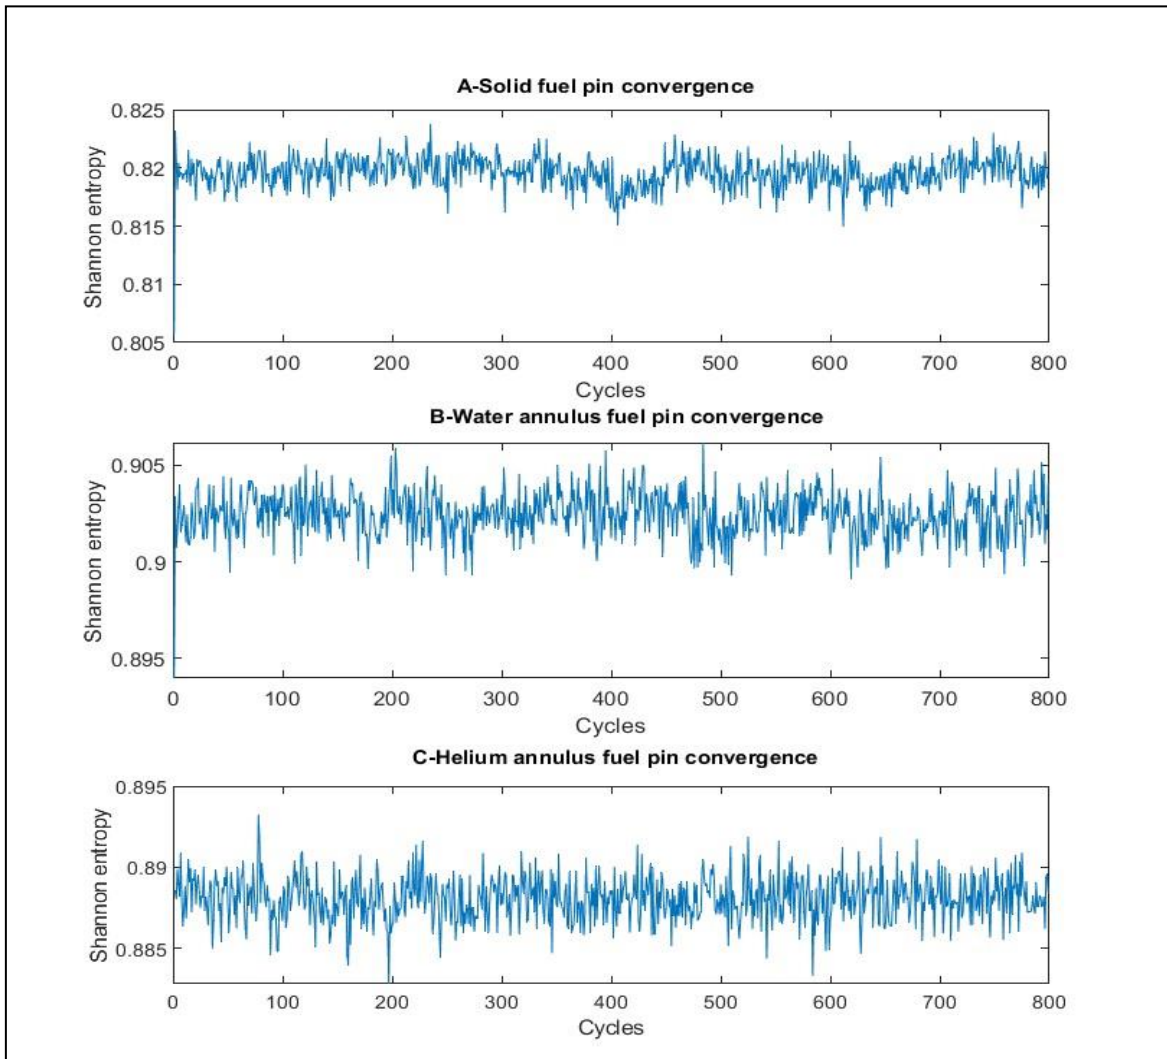 A-Solid fuel pin convergence
0.825
0.82
0.815
0.81
0.805
Shannon entropy
0 100 200 300 400 500 600 700 800
Cycles
B-Water annulus fuel pin convergence
0.905
0.9
0.895
Shannon entropy
0 100 200 300 400 500 600 700 800
Cycles
C-Helium annulus fuel pin convergence
0.895
0.89
0.885
Shannon entropy
0 100 200 300 400 500 600 700 800
Cycles